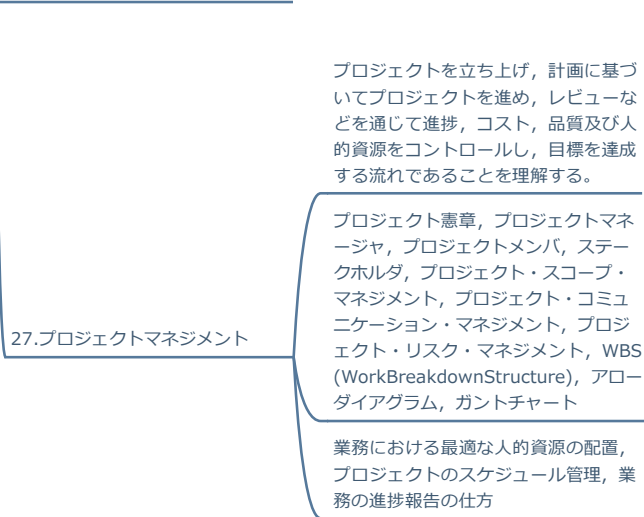 プロジェクトを立ち上げ，計画に基づ
いてプロジェクトを進め，レビューな
どを通じて進捗，コスト，品質及び人
的資源をコントロールし，目標を達成
する流れであることを理解する。
プロジェクト憲章，プロジェクトマネ
ージャ，プロジェクトメンバ，ステー
クホルダ，プロジェクト・スコープ・
マネジメント，プロジェクト・コミュ
ニケーション・マネジメント，プロジ
ェクト・リスク・マネジメント，WBS
(WorkBreakdownStructure)，アロー
ダイアグラム，ガントチャート
27.プロジェクトマネジメント
業務における最適な人的資源の配置，
プロジェクトのスケジュール管理，業
務の進捗報告の仕方